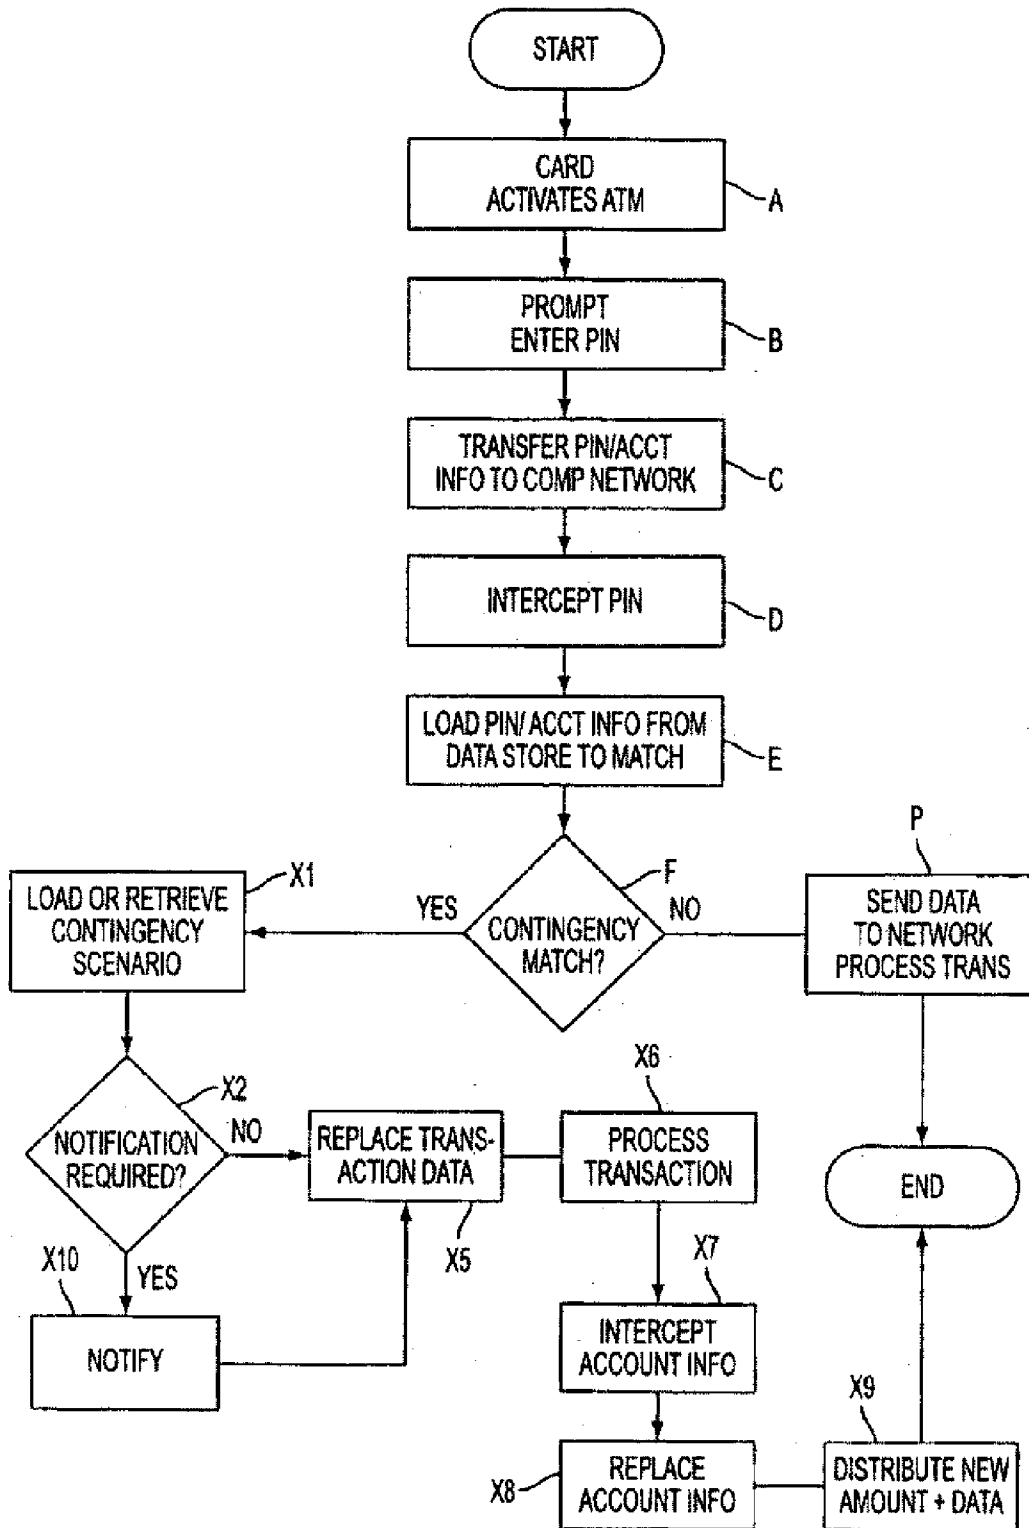 START
CARD
ACTIVATES ATM
A
PROMPT
ENTER PIN
B
TRANSFER PIN/ACCT
INFO TO COMP NETWORK
C
INTERCEPT PIN
D
LOAD PIN/ ACCT INFO FROM
DATA STORE TO MATCH
E
P
X1
F
LOAD OR RETRIEVE
CONTINGENCY
SCENARIO
YES
CONTINGENCY
MATCH?
NO
SEND DATA
TO NETWORK
PROCESS TRANS
X2
NOTIFICATION
REQUIRED?
NO
REPLACE TRANS-
ACTION DATA
X5
X6
PROCESS
TRANSACTION
END
X10
YES
NOTIFY
X7
INTERCEPT
ACCOUNT INFO
X8
REPLACE
ACCOUNT INFO
X9
DISTRIBUTE NEW
AMOUNT + DATA